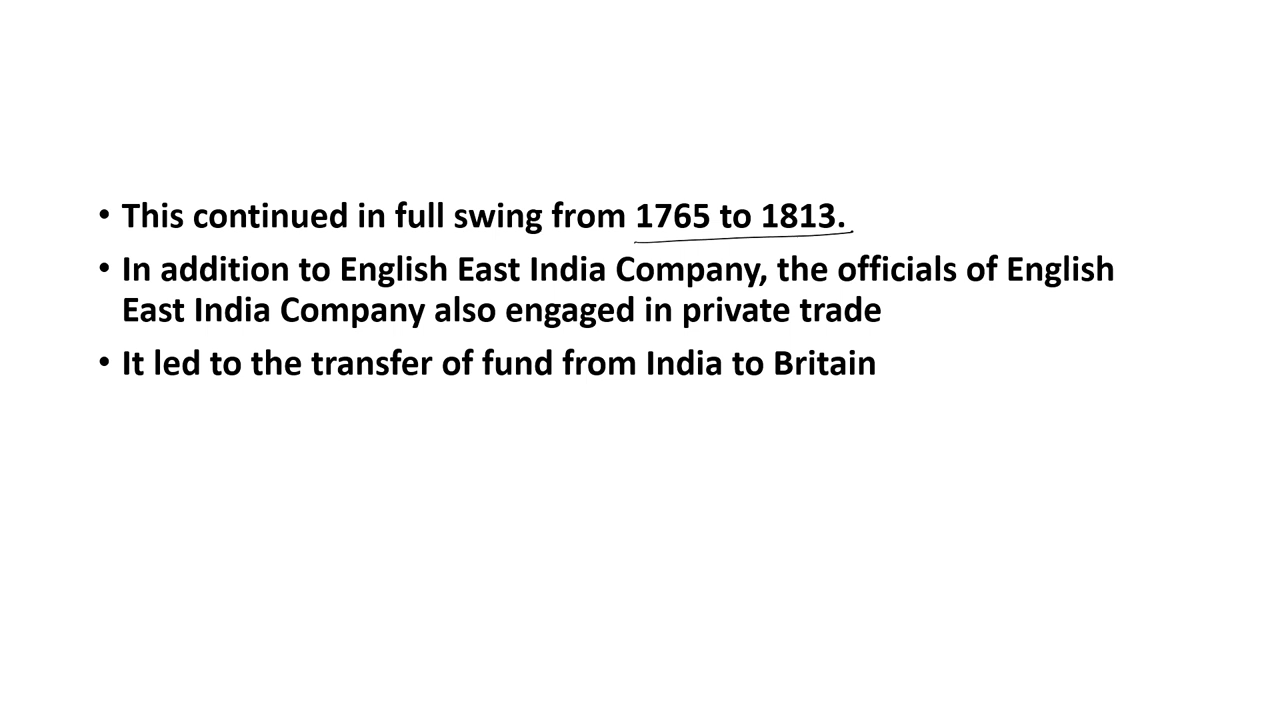 • This continued in full swing from 1765 to 1813.
• In addition to English East India Company, the officials of English
East India Company also engaged in private trade
• It led to the transfer of fund from India to Britain